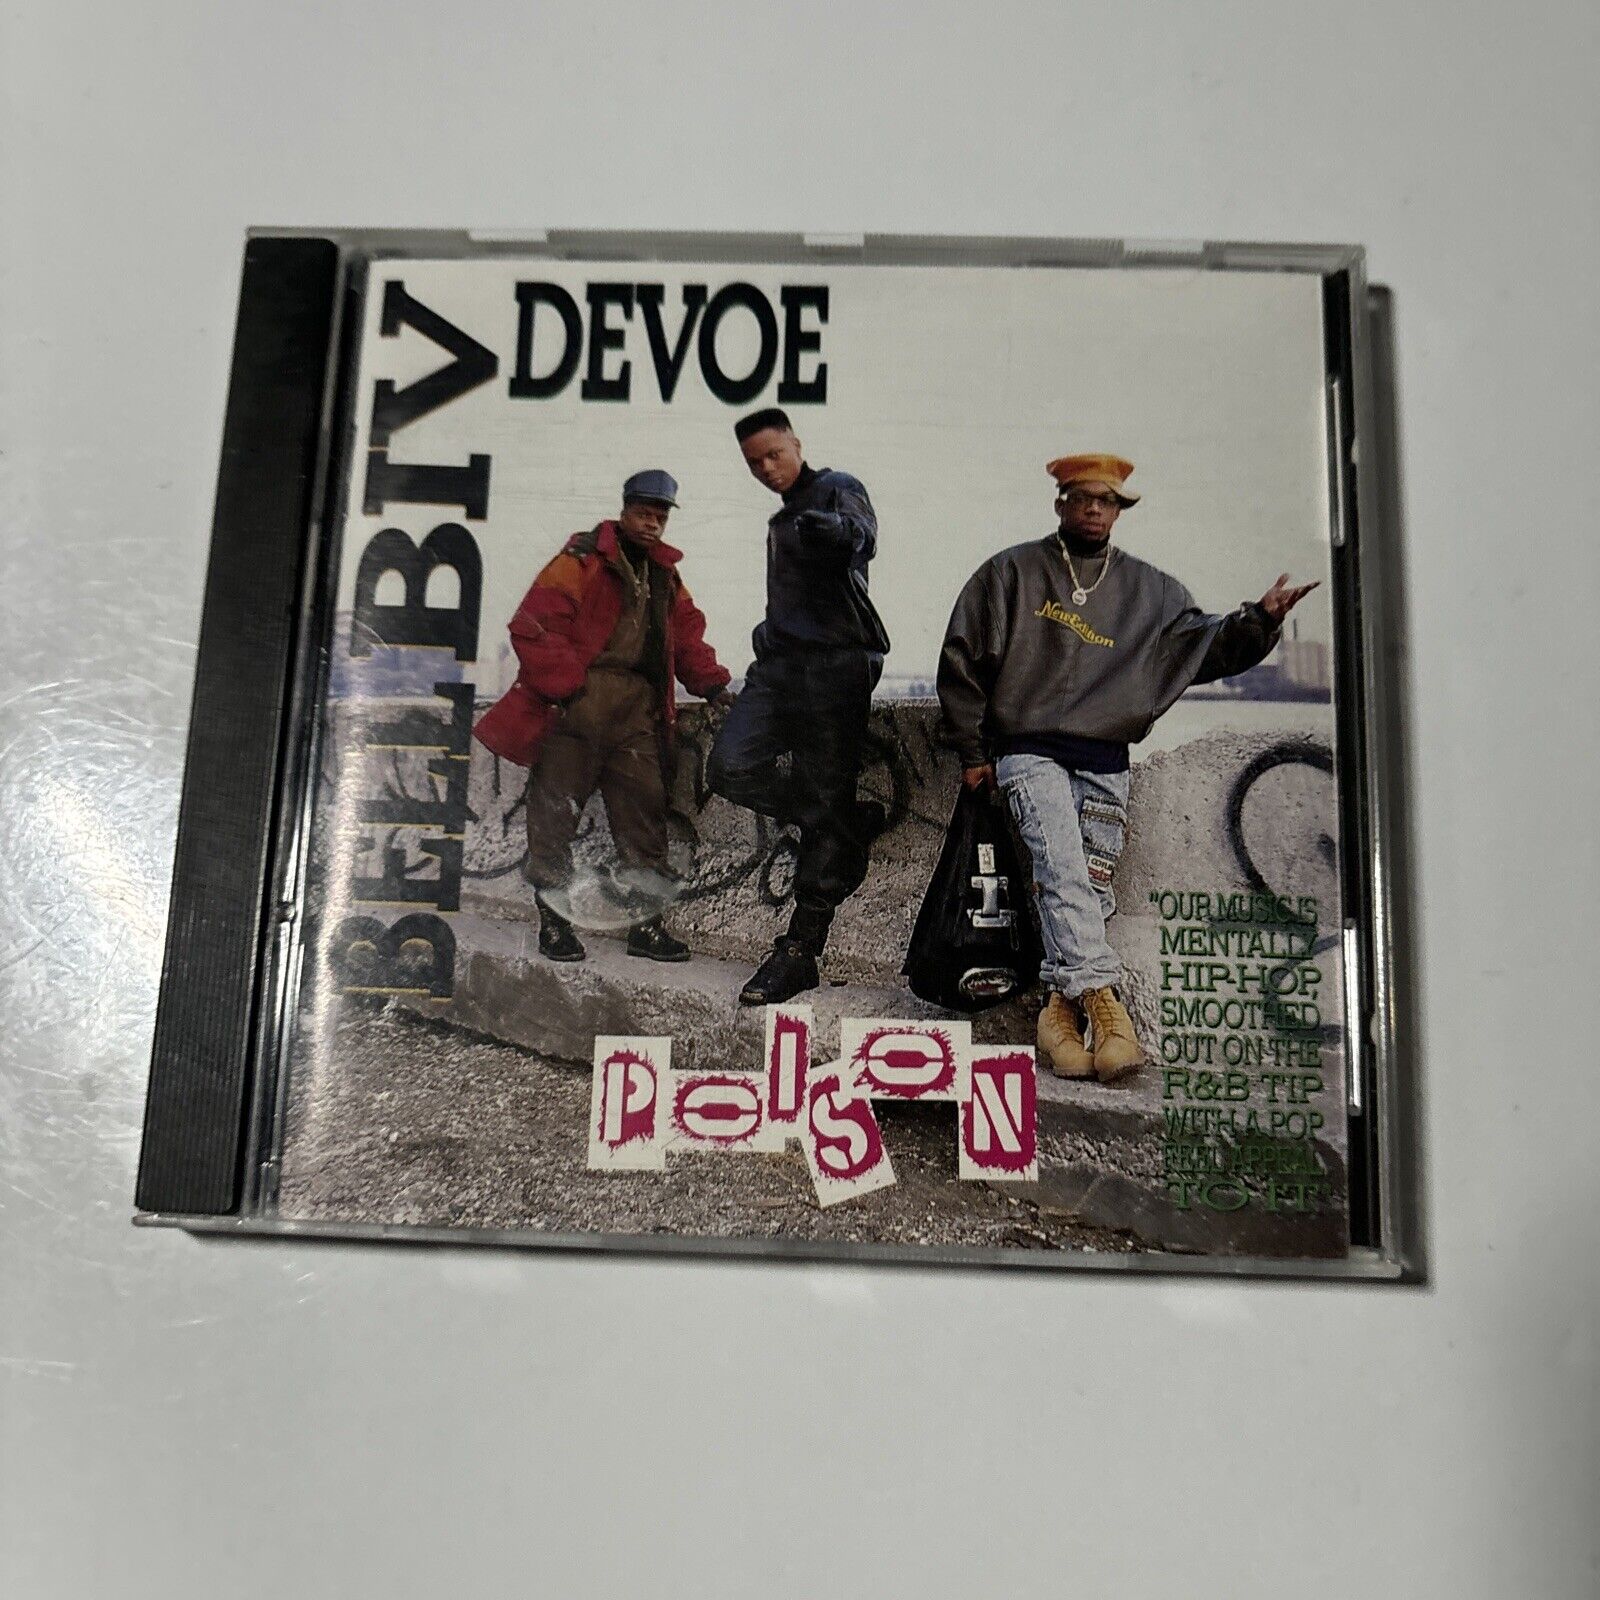 BELL BIV
DEVOE
New Edition
"OUR MUSIC IS
MENTALLY
HIP-HOP,
SMOOTHED
OUT ON THE
R&B TIP
WITH A POP
FEEL APPEAL
TO IT"
POISON